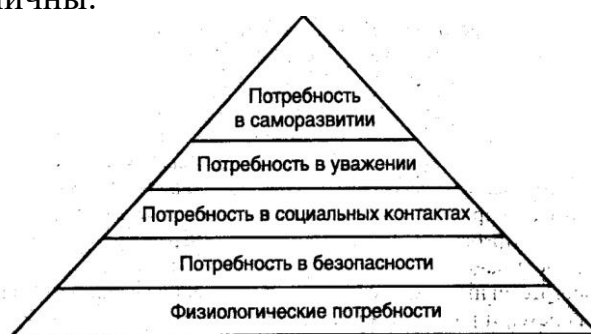 Потребность
в саморазвитии
Потребность в уважении
Потребность в социальных контактах
Потребность в безопасности
Физиологические потребности